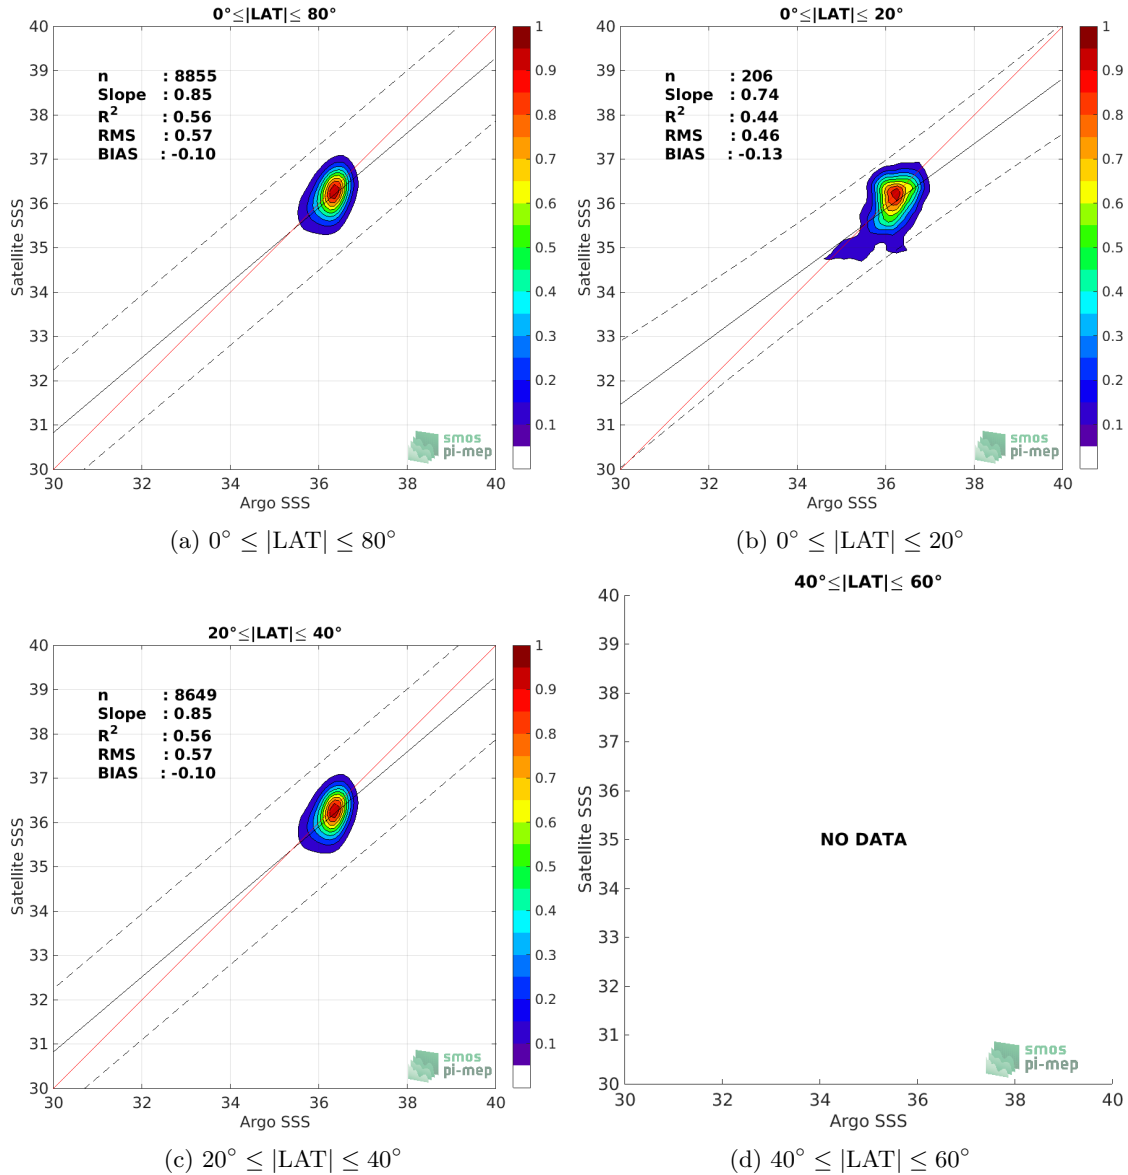 0°≤|LAT|≤ 80°
40
39
38
37
36
35
34
33
32
31
30
Satellite SSS
n : 8855
Slope : 0.85
R² : 0.56
RMS : 0.57
BIAS : -0.10
smos
pi-mep
30 32 34 36 38 40
Argo SSS
1
0.9
0.8
0.7
0.6
0.5
0.4
0.3
0.2
0.1
(a) 0° ≤ |LAT| ≤ 80°
0°≤|LAT|≤ 20°
40
39
38
37
36
35
34
33
32
31
30
Satellite SSS
n : 206
Slope : 0.74
R² : 0.44
RMS : 0.46
BIAS : -0.13
smos
pi-mep
30 32 34 36 38 40
Argo SSS
1
0.9
0.8
0.7
0.6
0.5
0.4
0.3
0.2
0.1
(b) 0° ≤ |LAT| ≤ 20°
20°≤|LAT|≤ 40°
40
39
38
37
36
35
34
33
32
31
30
Satellite SSS
n : 8649
Slope : 0.85
R² : 0.56
RMS : 0.57
BIAS : -0.10
smos
pi-mep
30 32 34 36 38 40
Argo SSS
1
0.9
0.8
0.7
0.6
0.5
0.4
0.3
0.2
0.1
(c) 20° ≤ |LAT| ≤ 40°
40°≤|LAT|≤ 60°
40
39
38
37
36
35
34
33
32
31
30
Satellite SSS
NO DATA
smos
pi-mep
30 32 34 36 38 40
Argo SSS
(d) 40° ≤ |LAT| ≤ 60°